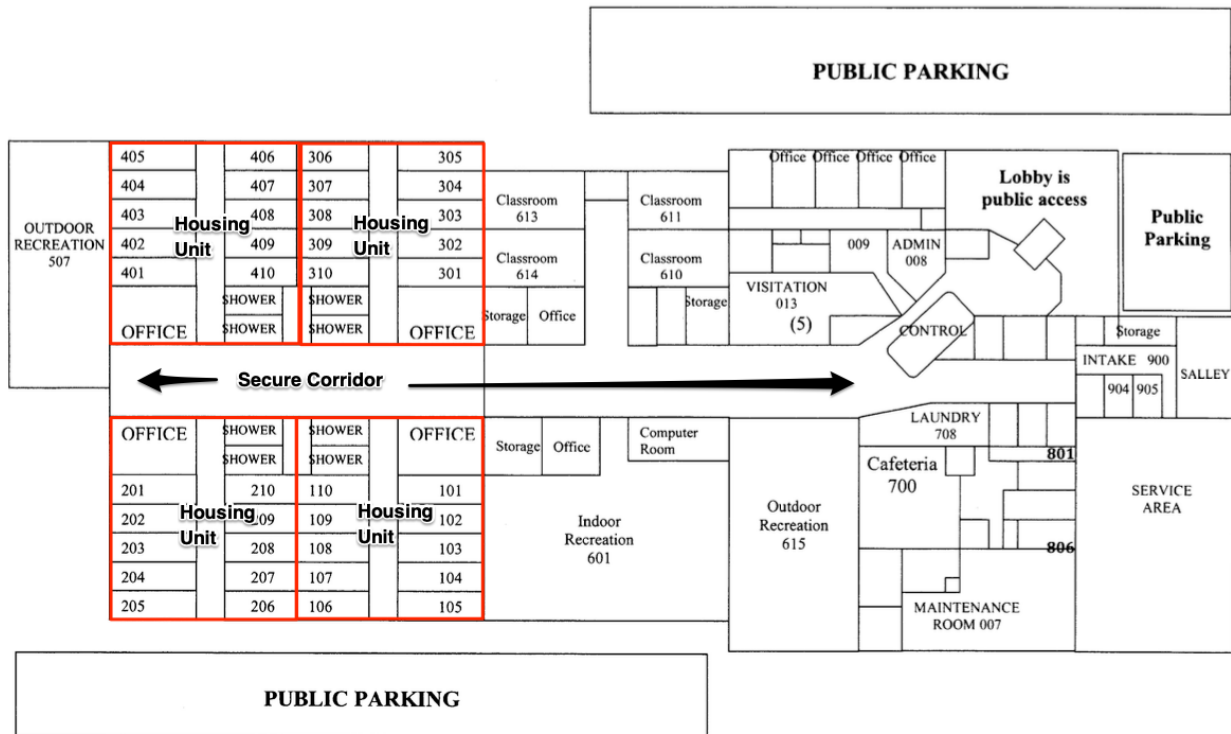 PUBLIC PARKING
405
406
306
305
404
407
307
304
403
408
308
303
402
409
309
302
401
410
310
301
Housing
Unit
Housing
Unit
SHOWER
SHOWER
SHOWER
SHOWER
OFFICE
OFFICE
OUTDOOR
RECREATION
507
Classroom
613
Classroom
614
Storage
Office
Classroom
611
Classroom
610
Storage
Office
Office
Office
Office
009
ADMIN
008
VISITATION
013
(5)
CONTROL
Lobby is
public access
Public
Parking
Storage
INTAKE 900
904
905
SALLEY
Secure Corridor
OFFICE
SHOWER
SHOWER
SHOWER
SHOWER
OFFICE
201
210
110
101
202
209
109
102
203
208
108
103
204
207
107
104
205
206
106
105
Housing
Unit
Housing
Unit
Storage
Office
Computer
Room
Indoor
Recreation
601
Outdoor
Recreation
615
LAUNDRY
708
Cafeteria
700
801
806
MAINTENANCE
ROOM 007
SERVICE
AREA
PUBLIC PARKING